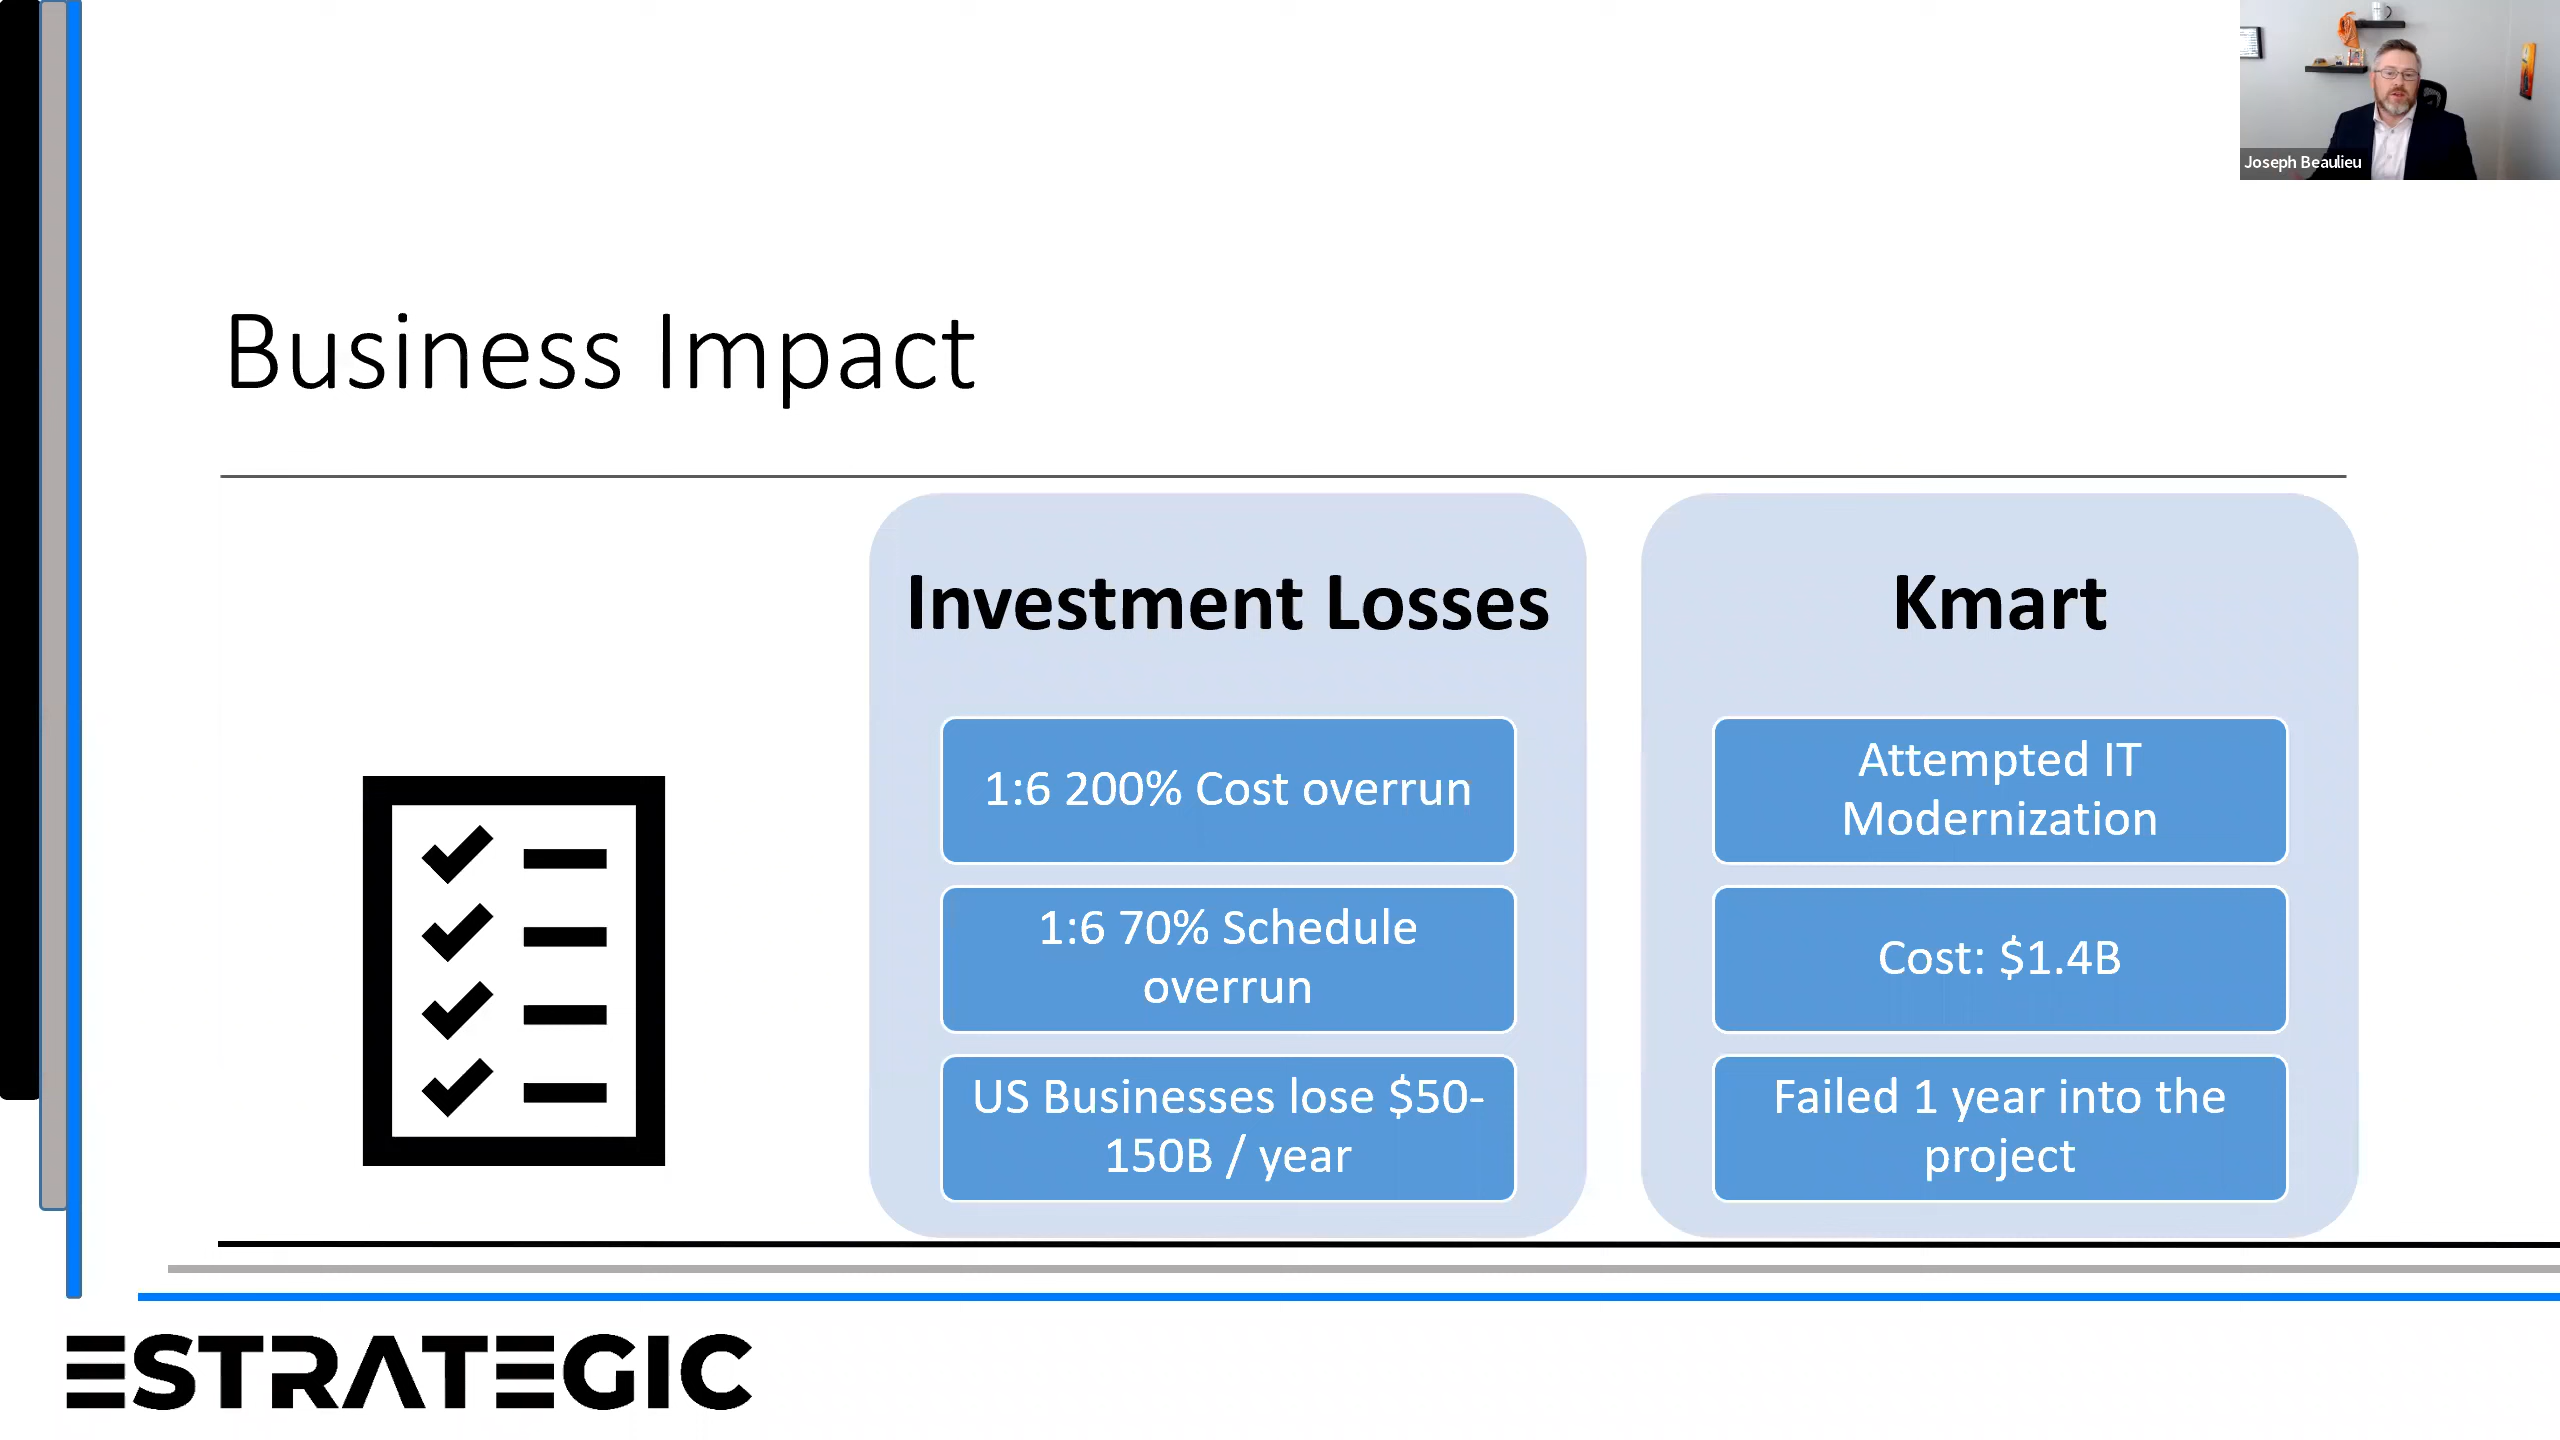 Joseph Beaulieu
Business Impact
Investment Losses
1:6 200% Cost overrun
1:6 70% Schedule
overrun
US Businesses lose $50-
150B / year
Kmart
Attempted IT
Modernization
Cost: $1.4B
Failed 1 year into the
project
ESTRATEGIC